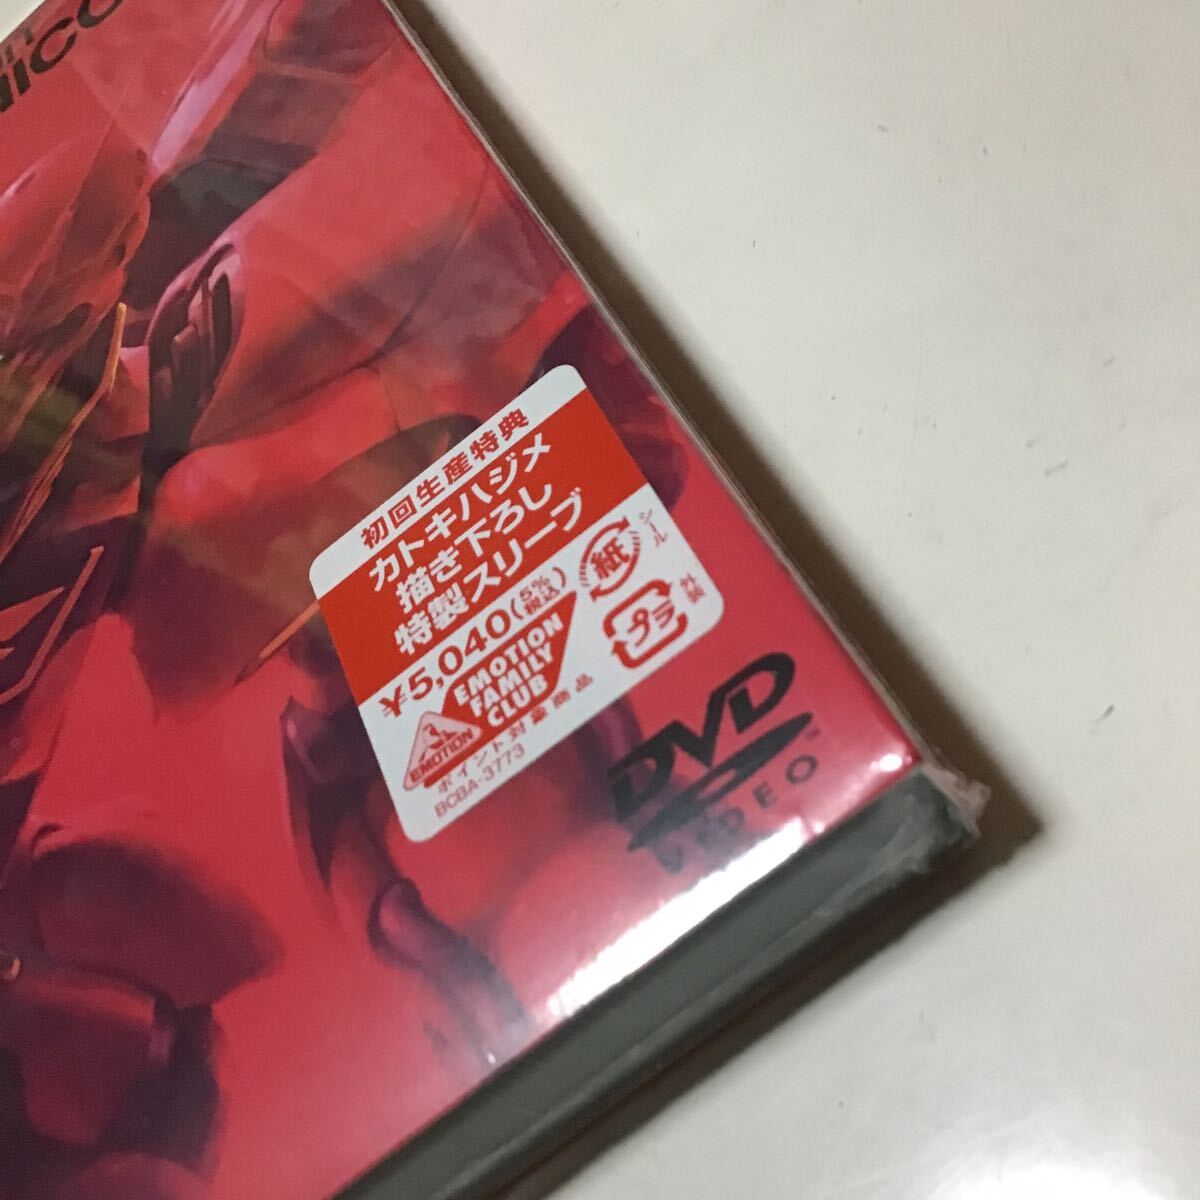 初回生産特典
カトキハジメ
描き下ろし
特製スリーブ
¥5,040(5%税込)
EMOTION
FAMILY
CLUB
EMOTION
ポイント対象商品
BCBA-3773
紙
シール
プラ
外装
DVD
VIDEO